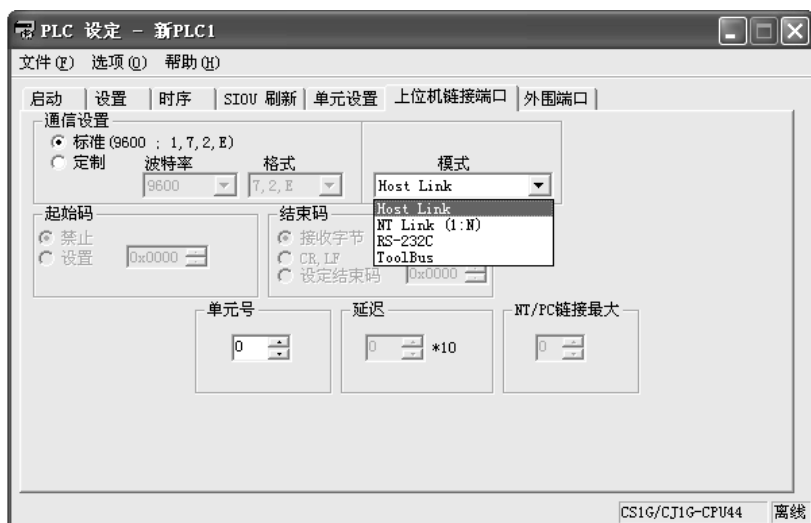 PLC 设定 - 新PLC1
文件(F) 选项(O) 帮助(H)
启动 设置 时序 SIOU 刷新 单元设置 上位机链接端口 外围端口
通信设置
标准(9600 ; 1,7,2,E)
定制 波特率 格式 模式
9600 7,2,E Host Link
Host Link
NT Link (1:N)
RS-232C
ToolBus
起始码 结束码
禁止 接收字节
设置 0x0000 CR,LF
设定结束码 0x0000
单元号 延迟 NT/PC链接最大
0 0 *10 0
CS1G/CJ1G-CPU44 离线